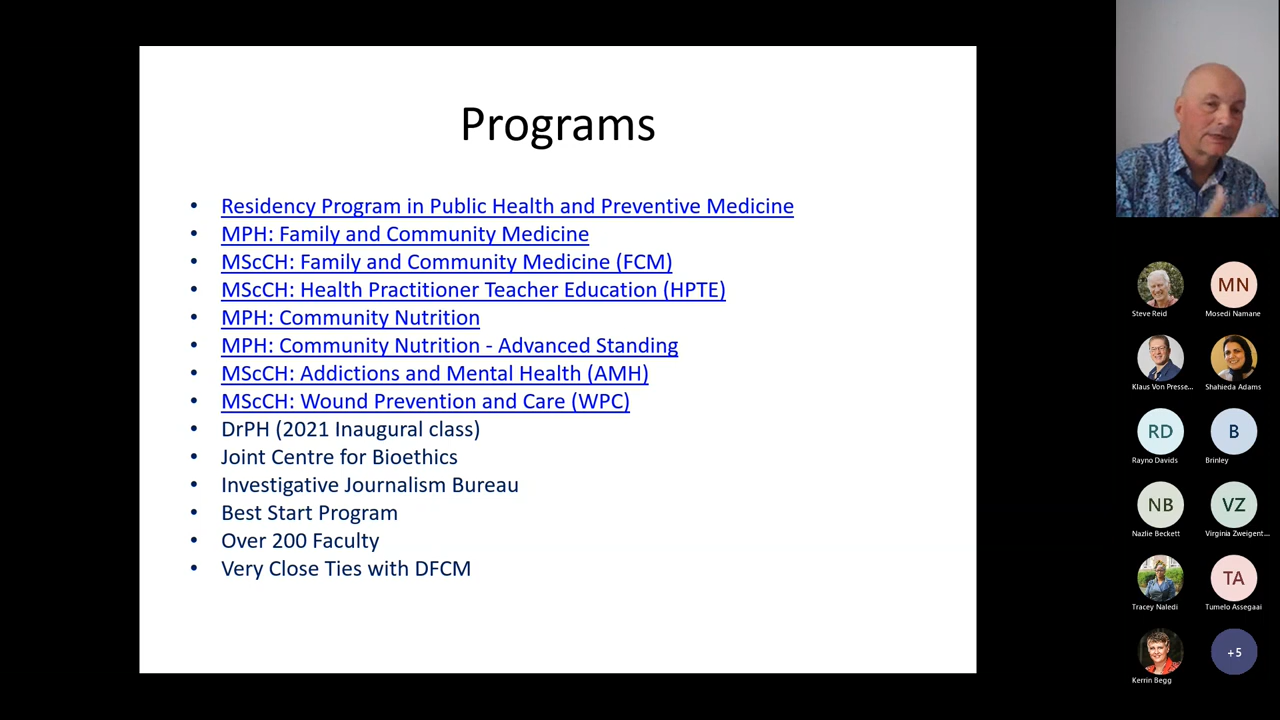 Programs
Residency Program in Public Health and Preventive Medicine
MPH: Family and Community Medicine
MScCH: Family and Community Medicine (FCM)
MScCH: Health Practitioner Teacher Education (HPTE)
MPH: Community Nutrition
MPH: Community Nutrition - Advanced Standing
MScCH: Addictions and Mental Health (AMH)
MScCH: Wound Prevention and Care (WPC)
DrPH (2021 Inaugural class)
Joint Centre for Bioethics
Investigative Journalism Bureau
Best Start Program
Over 200 Faculty
Very Close Ties with DFCM
Steve Reid
MN
Mosedi Namane
Klaus Von Presse...
Shahieda Adams
RD
Rayno Davids
B
Brinley
NB
Nazlie Beckett
VZ
Virginia Zweigent...
Tracey Naledi
TA
Tumelo Assegaai
Kerrin Begg
+5